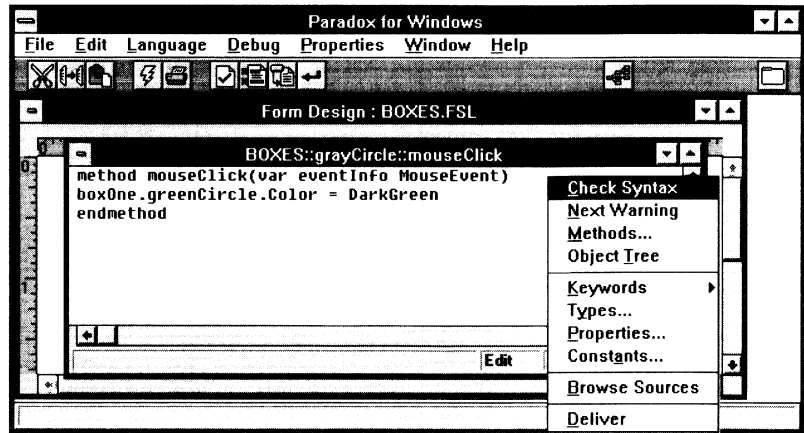 Paradox for Windows
File Edit Language Debug Properties Window Help
Form Design : BOXES.FSL
BOXES::grayCircle::mouseClick
method mouseClick(var eventInfo MouseEvent)
boxOne.greenCircle.Color = DarkGreen
endmethod
Check Syntax
Next Warning
Methods...
Object Tree
Keywords
Types...
Properties...
Constants...
Browse Sources
Deliver
Edit
0
1